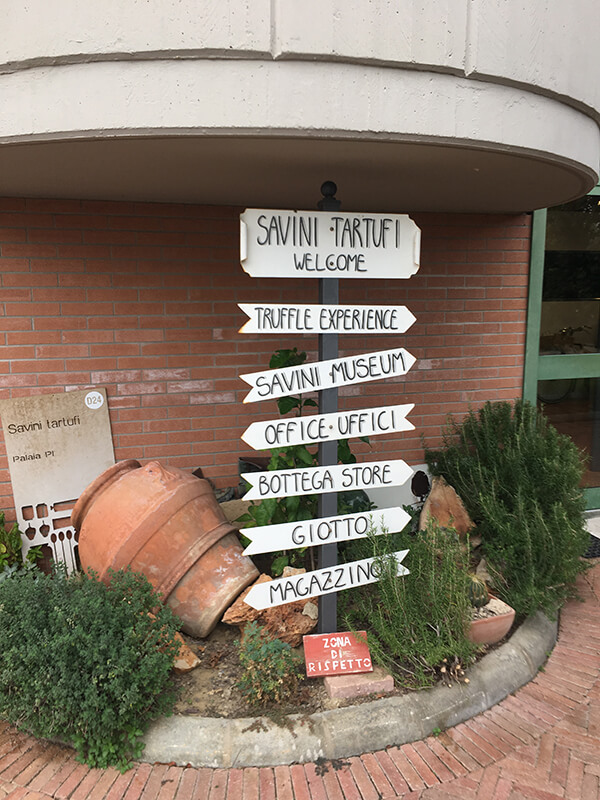 SAVINI • TARTUFI
WELCOME
TRUFFLE EXPERIENCE
SAVINI • MUSEUM
OFFICE • UFFICI
BOTTEGA STORE
GIOTTO
MAGAZZINO
Savini tartufi
D24
Palaia PI
ZONA
DI
RISPETTO